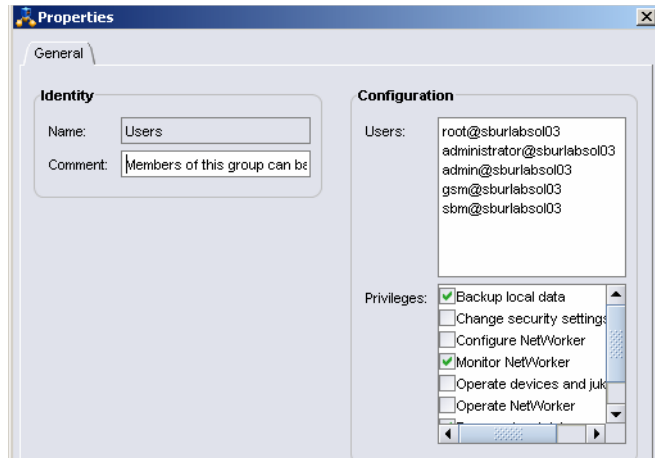 Properties
General
Identity
Name: Users
Comment: Members of this group can be
Configuration
Users: root@sburlabsol03
administrator@sburlabsol03
admin@sburlabsol03
gsm@sburlabsol03
sbm@sburlabsol03
Privileges: Backup local data
Change security settings
Configure NetWorker
Monitor NetWorker
Operate devices and juk
Operate NetWorker